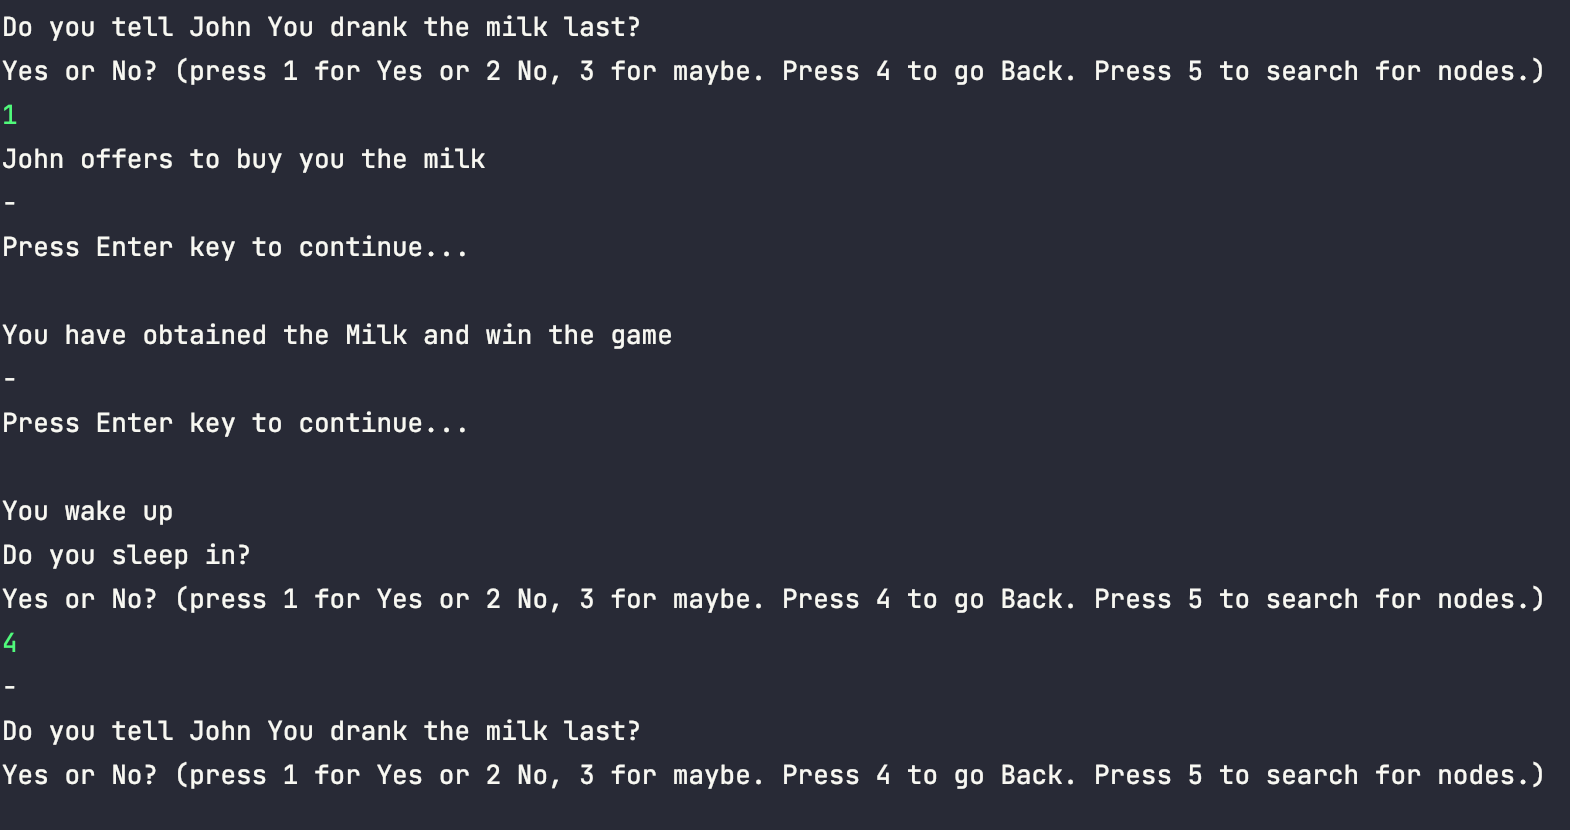 Do you tell John You drank the milk last?
Yes or No? (press 1 for Yes or 2 No, 3 for maybe. Press 4 to go Back. Press 5 to search for nodes.)
1
John offers to buy you the milk
-
Press Enter key to continue...
You have obtained the Milk and win the game
-
Press Enter key to continue...
You wake up
Do you sleep in?
Yes or No? (press 1 for Yes or 2 No, 3 for maybe. Press 4 to go Back. Press 5 to search for nodes.)
4
-
Do you tell John You drank the milk last?
Yes or No? (press 1 for Yes or 2 No, 3 for maybe. Press 4 to go Back. Press 5 to search for nodes.)